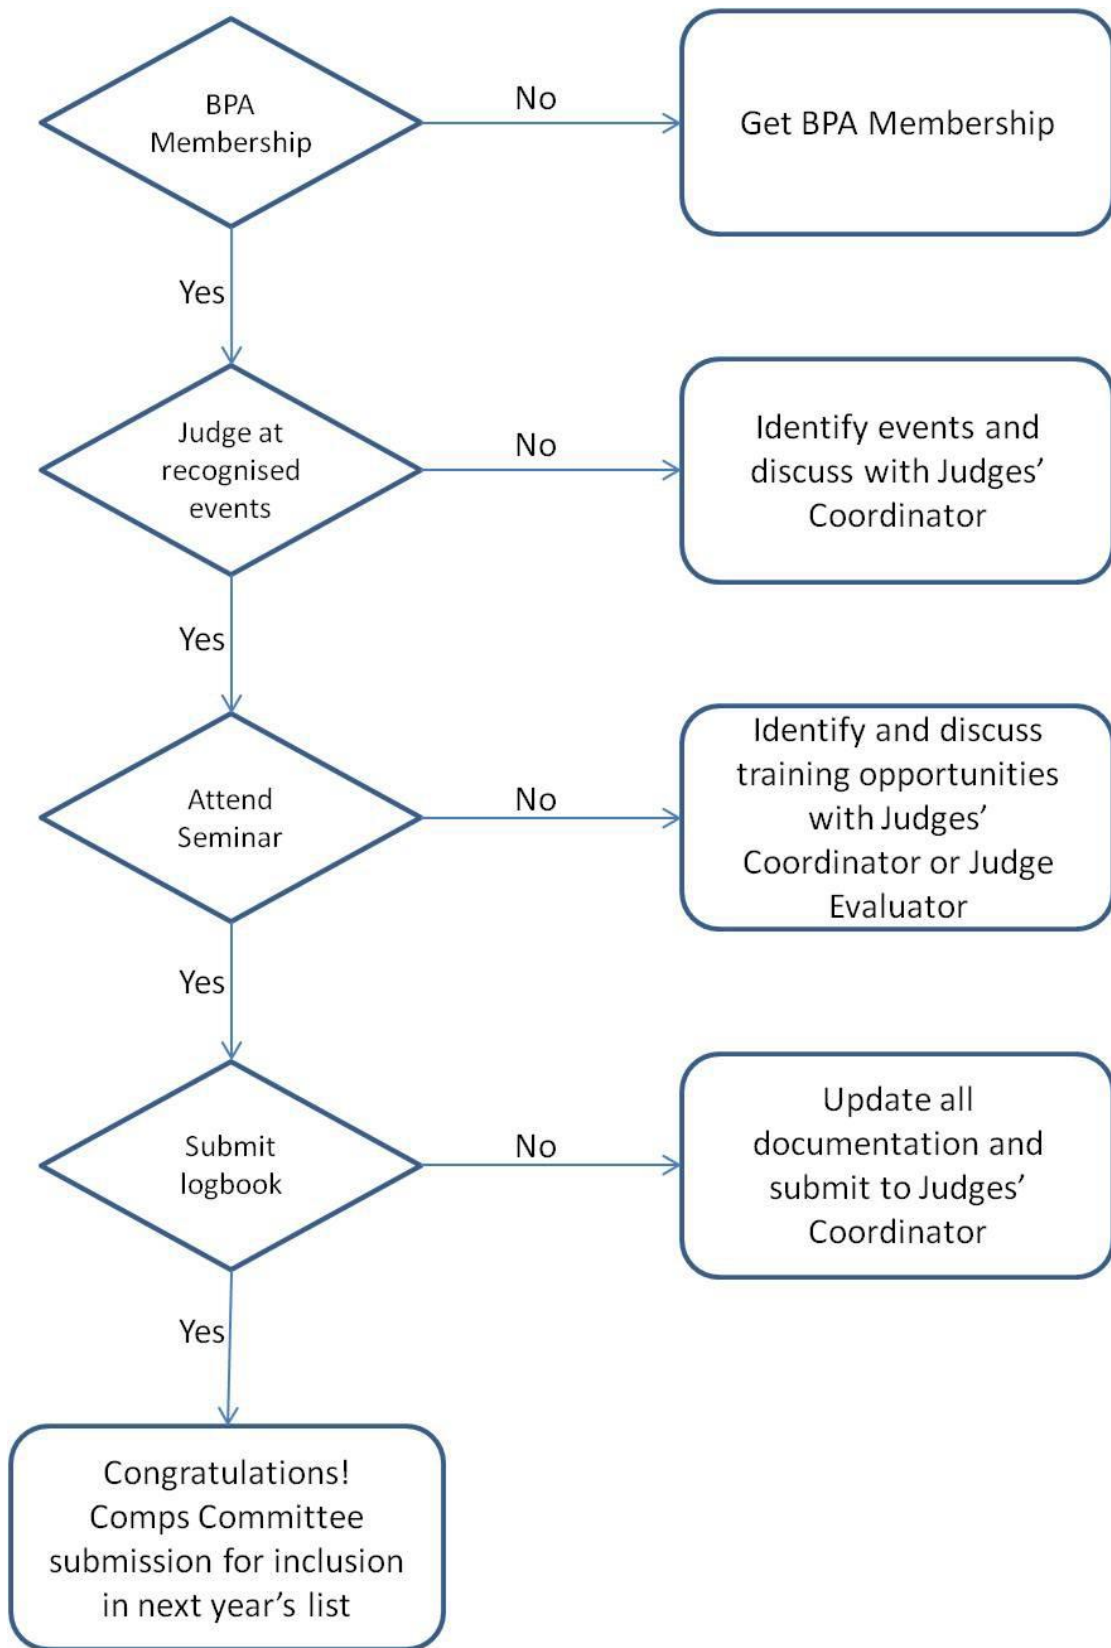 BPA
Membership
No
Get BPA Membership
Yes
Judge at
recognised
events
No
Identify events and
discuss with Judges’
Coordinator
Yes
Attend
Seminar
No
Identify and discuss
training opportunities
with Judges’
Coordinator or Judge
Evaluator
Yes
Submit
logbook
No
Update all
documentation and
submit to Judges’
Coordinator
Yes
Congratulations!
Comps Committee
submission for inclusion
in next year’s list